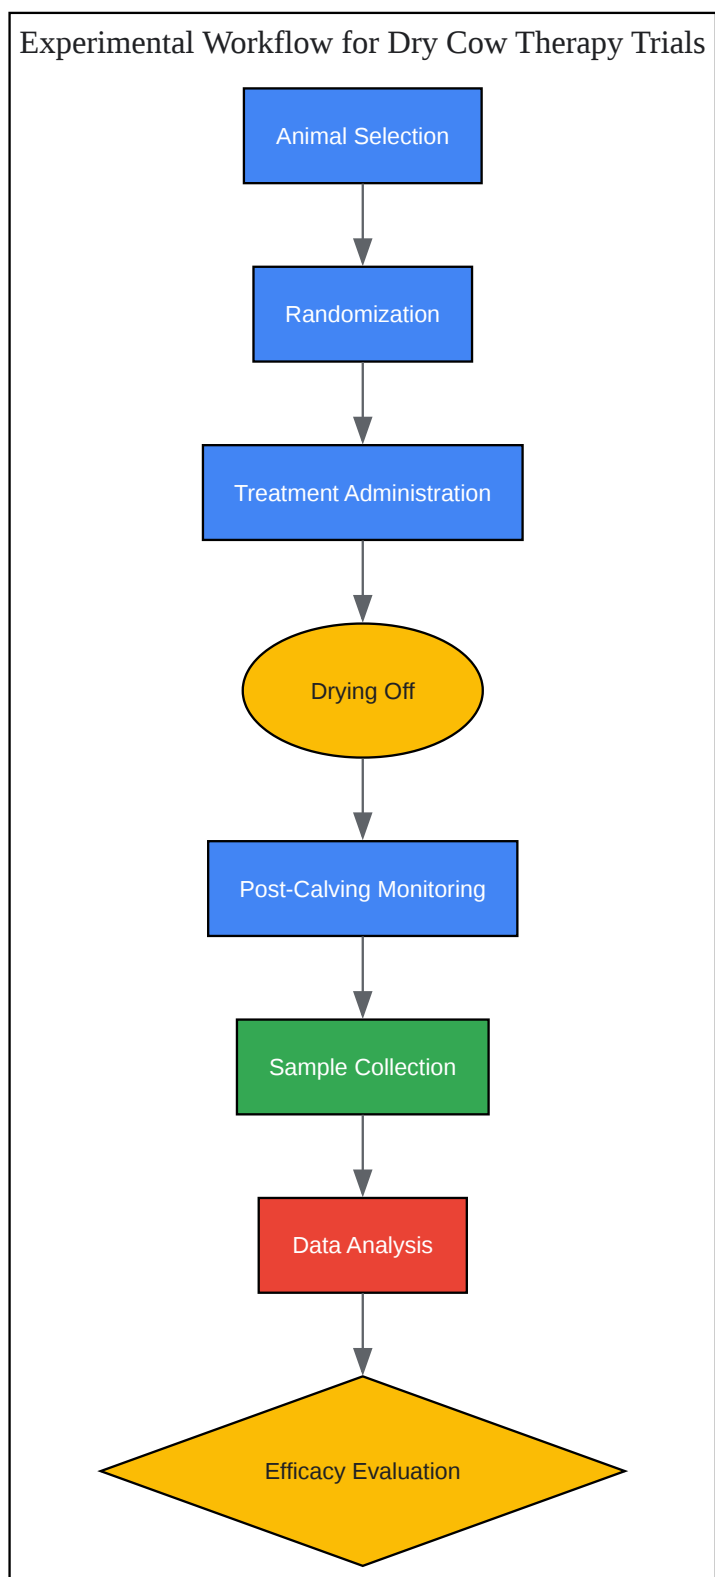 Experimental Workflow for Dry Cow Therapy Trials
Animal Selection
Randomization
Treatment Administration
Drying Off
Post-Calving Monitoring
Sample Collection
Data Analysis
Efficacy Evaluation